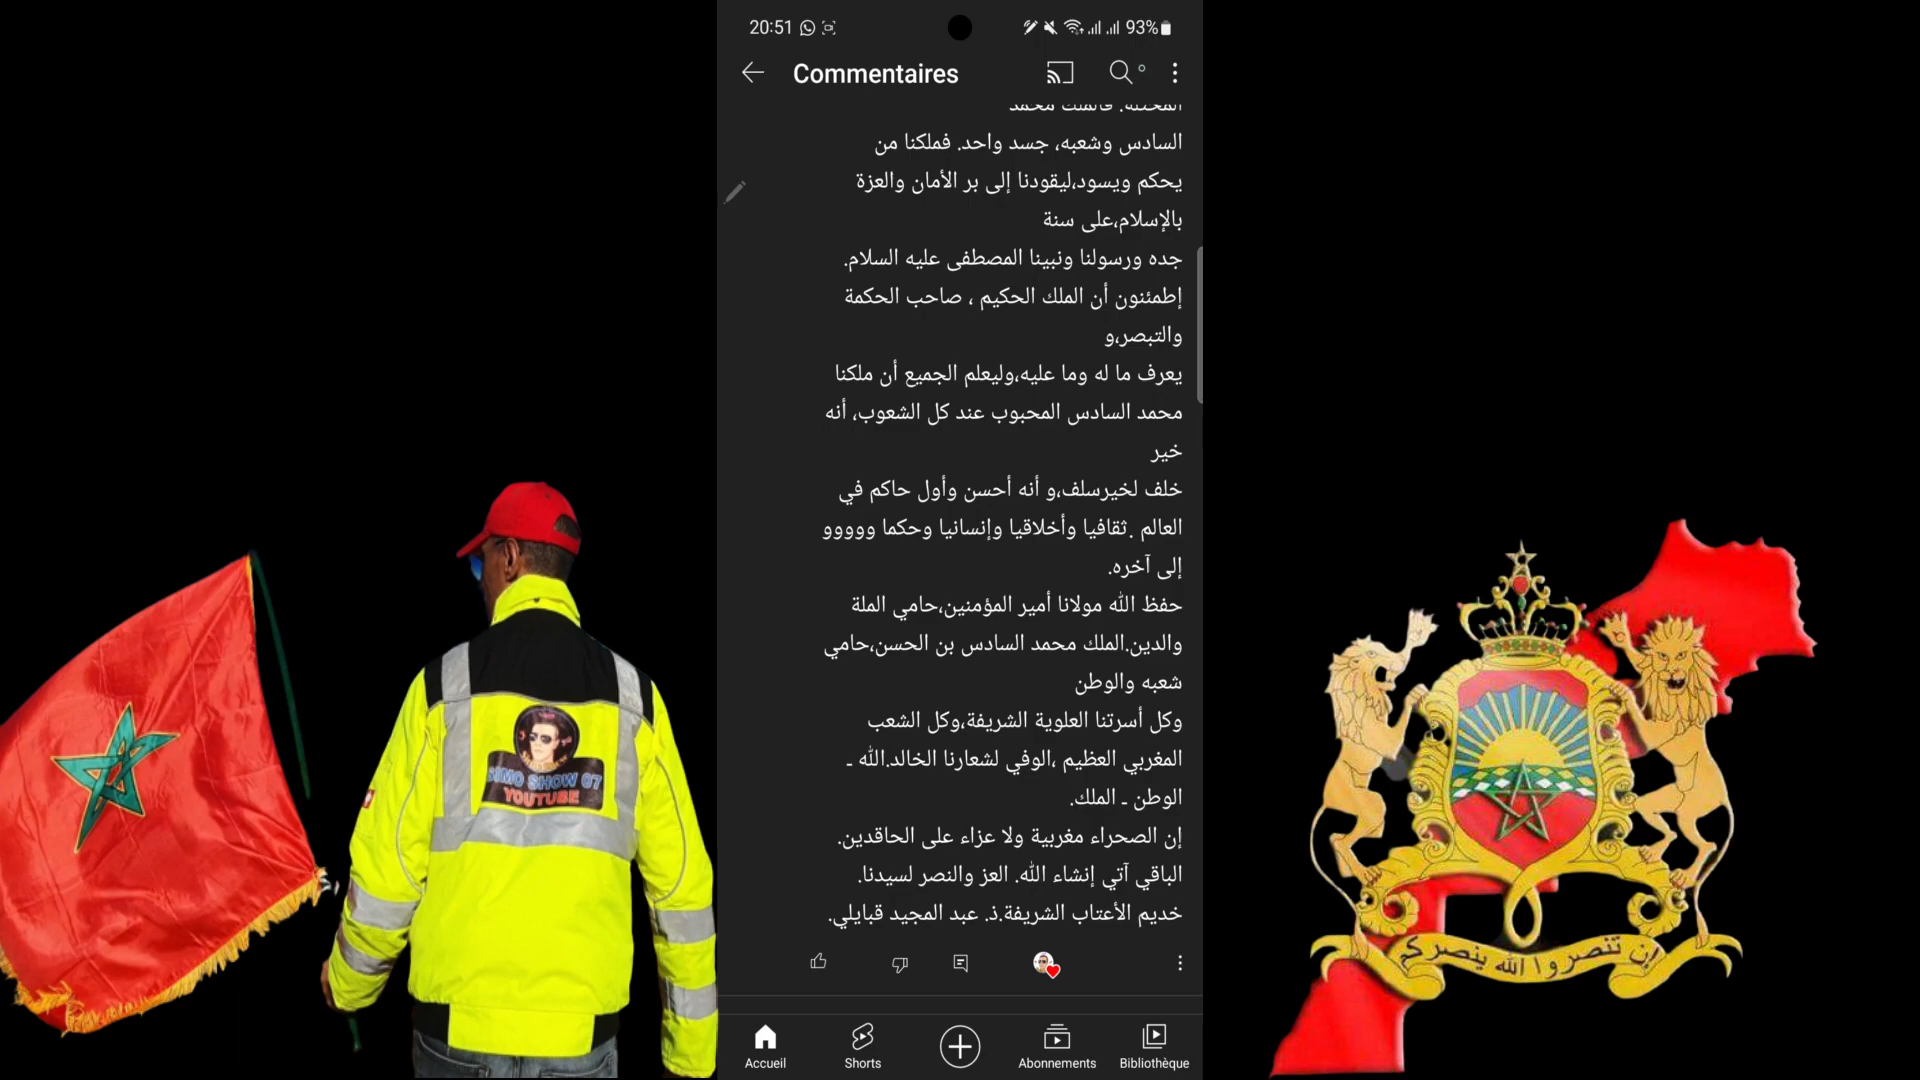 20:51
93%
Commentaires
السادس وشعبه، جسد واحد. فملكنا من
يحكم ويسود،ليقودنا إلى بر الأمان والعزة
بالإسلام،على سنة
جده ورسولنا ونبينا المصطفى عليه السلام.
إطمئنون أن الملك الحكيم ، صاحب الحكمة
والتبصر،و
يعرف ما له وما عليه،وليعلم الجميع أن ملكنا
محمد السادس المحبوب عند كل الشعوب، أنه
خير
خلف لخيرسلف،و أنه أحسن وأول حاكم في
العالم .ثقافيا وأخلاقيا وإنسانيا وحكما ووووو
إلى آخره.
حفظ الله مولانا أمير المؤمنين،حامي الملة
والدين.الملك محمد السادس بن الحسن،حامي
شعبه والوطن
وكل أسرتنا العلوية الشريفة،وكل الشعب
المغربي العظيم ،الوفي لشعارنا الخالد.الله ـ
الوطن ـ الملك.
إن الصحراء مغربية ولا عزاء على الحاقدين.
الباقي آتي إنشاء الله. العز والنصر لسيدنا.
خديم الأعتاب الشريفة.ذ. عبد المجيد قبايلي.
Accueil
Shorts
Abonnements
Bibliothèque
SIMO SHOW 07
YOUTUBE
إن تنصروا الله ينصركم